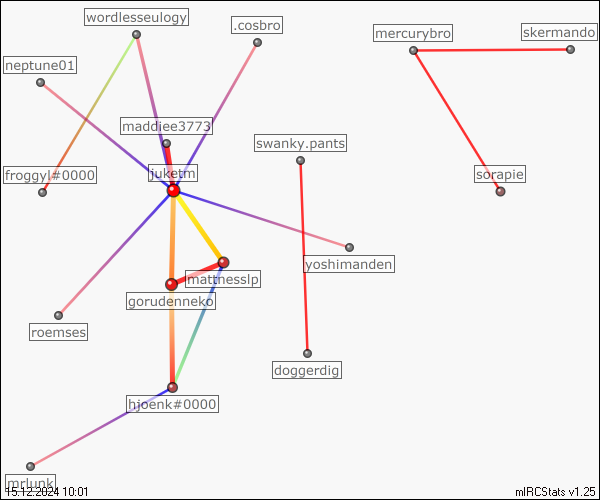 wordlesseulogy
.cosbro
mercurybro
skermando
neptune01
maddiee3773
swanky.pants
froggyl#0000
juketm
sorapie
yoshimanden
matthesslp
gorudenneko
roemses
doggerdig
hjoenk#0000
mrlunk
15.12.2024 10:01
mIRCStats v1.25